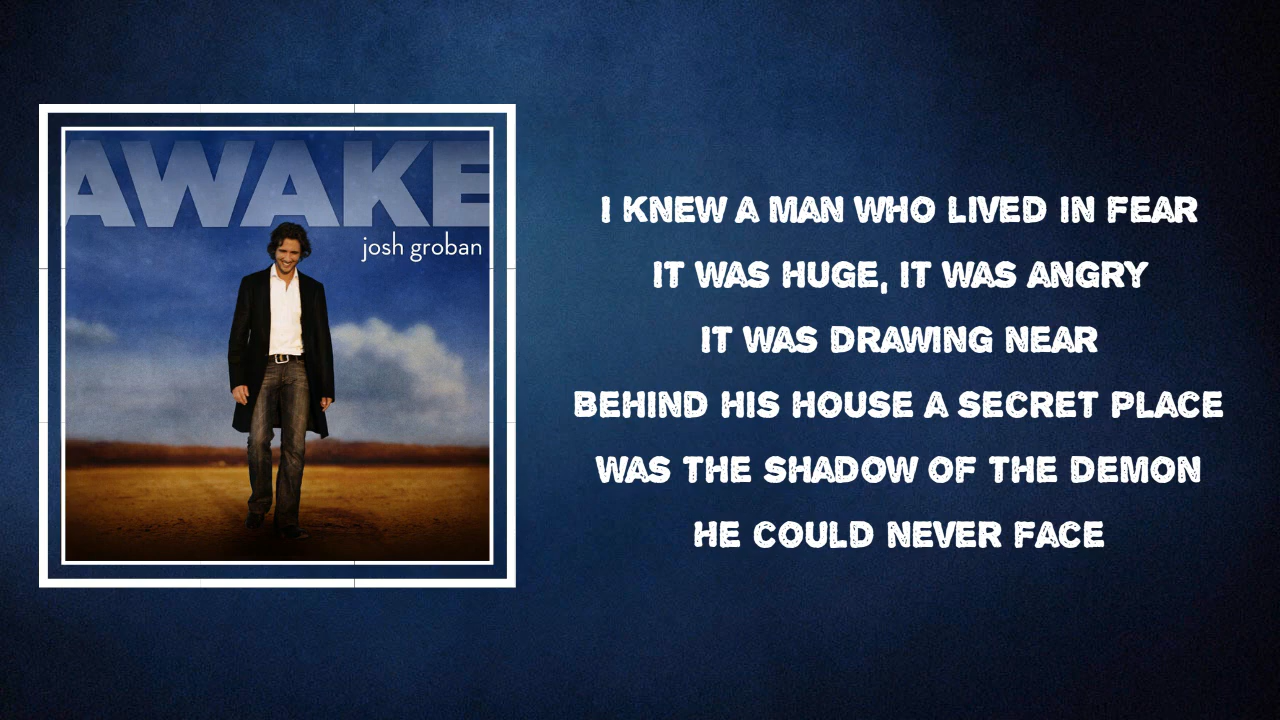 AWAKE
josh groban
I KNEW A MAN WHO LIVED IN FEAR
IT WAS HUGE, IT WAS ANGRY
IT WAS DRAWING NEAR
BEHIND HIS HOUSE A SECRET PLACE
WAS THE SHADOW OF THE DEMON
HE COULD NEVER FACE